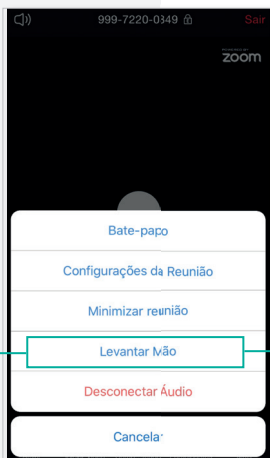 999-7220-0349 Sair
zoom
Bate-papo
Configurações da Reunião
Minimizar reunião
Levantar Mão
Desconectar Áudio
Cancelar